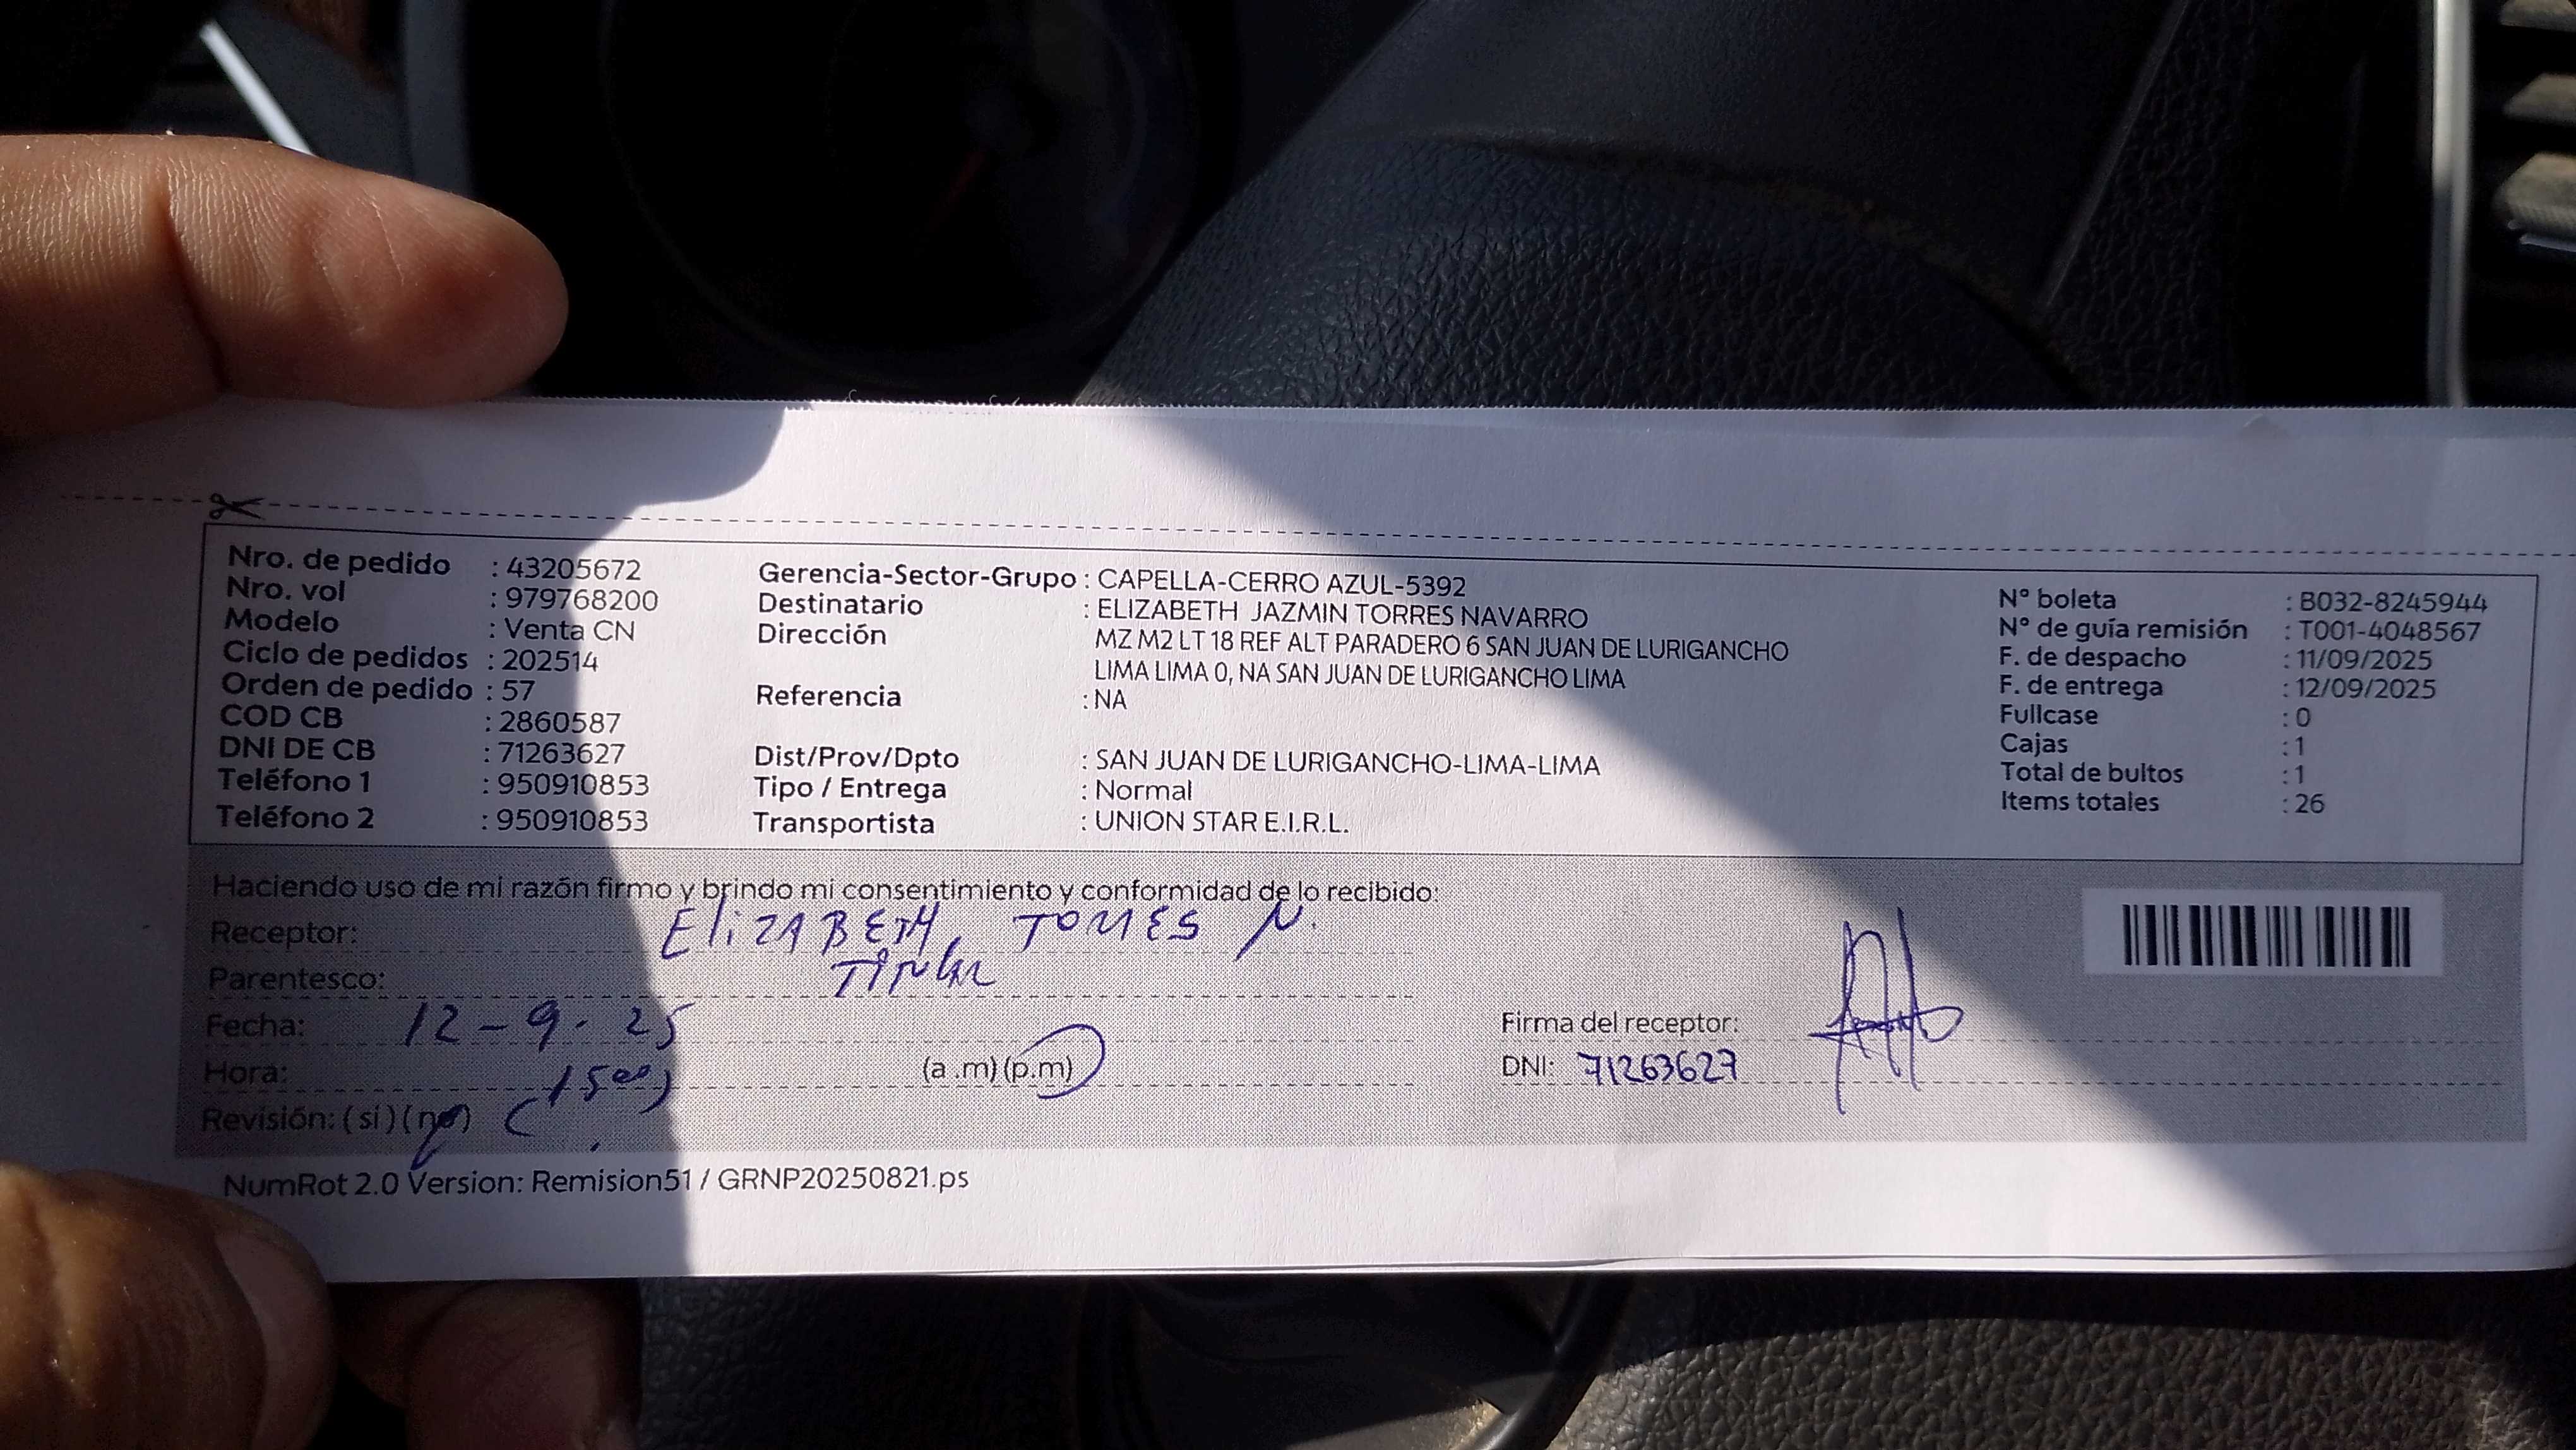 Nro. de pedido : 43205672
Nro. vol : 979768200
Modelo : Venta CN
Ciclo de pedidos : 202514
Orden de pedido : 57
COD CB : 2860587
DNI DE CB : 71263627
Teléfono 1 : 950910853
Teléfono 2 : 950910853
Gerencia-Sector-Grupo : CAPELLA-CERRO AZUL-5392
Destinatario : ELIZABETH JAZMIN TORRES NAVARRO
Dirección MZ M2 LT 18 REF ALT PARADERO 6 SAN JUAN DE LURIGANCHO
LIMA LIMA 0, NA SAN JUAN DE LURIGANCHO LIMA
Referencia : NA
Dist/Prov/Dpto : SAN JUAN DE LURIGANCHO-LIMA-LIMA
Tipo / Entrega : Normal
Transportista : UNION STAR E.I.R.L.
N° boleta : B032-8245944
N° de guía remisión : T001-4048567
F. de despacho : 11/09/2025
F. de entrega : 12/09/2025
Fullcase : 0
Cajas : 1
Total de bultos : 1
Items totales : 26
Haciendo uso de mi razón firmo y brindo mi consentimiento y conformidad de lo recibido:
Receptor: ElizABETH TORRES N.
Parentesco: Titular
Fecha: 12-9-25
Hora: (a .m) (p.m)
(1500)
Revisión: (si) (no)
Firma del receptor:
DNI: 71263627
NumRot 2.0 Version: Remision51 / GRNP20250821.ps